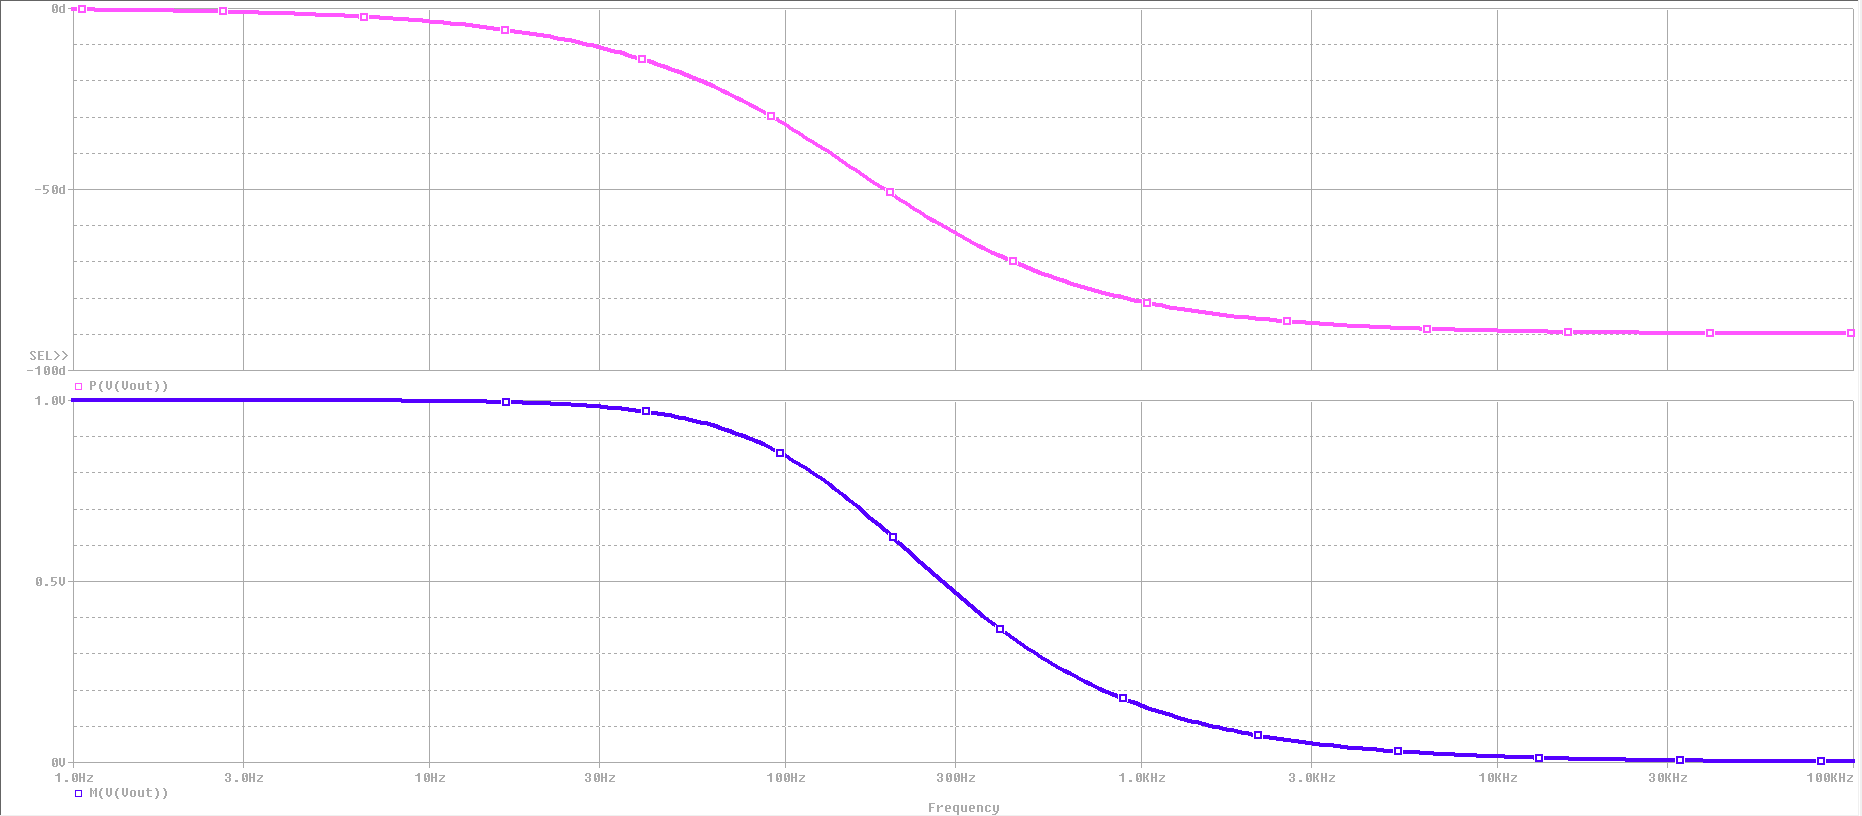 0d
-50d
SEL>>
-100d
P(V(Vout))
1.0V
0.5V
0V
1.0Hz 3.0Hz 10Hz 30Hz 100Hz 300Hz 1.0KHz 3.0KHz 10KHz 30KHz 100KHz
M(V(Vout))
Frequency